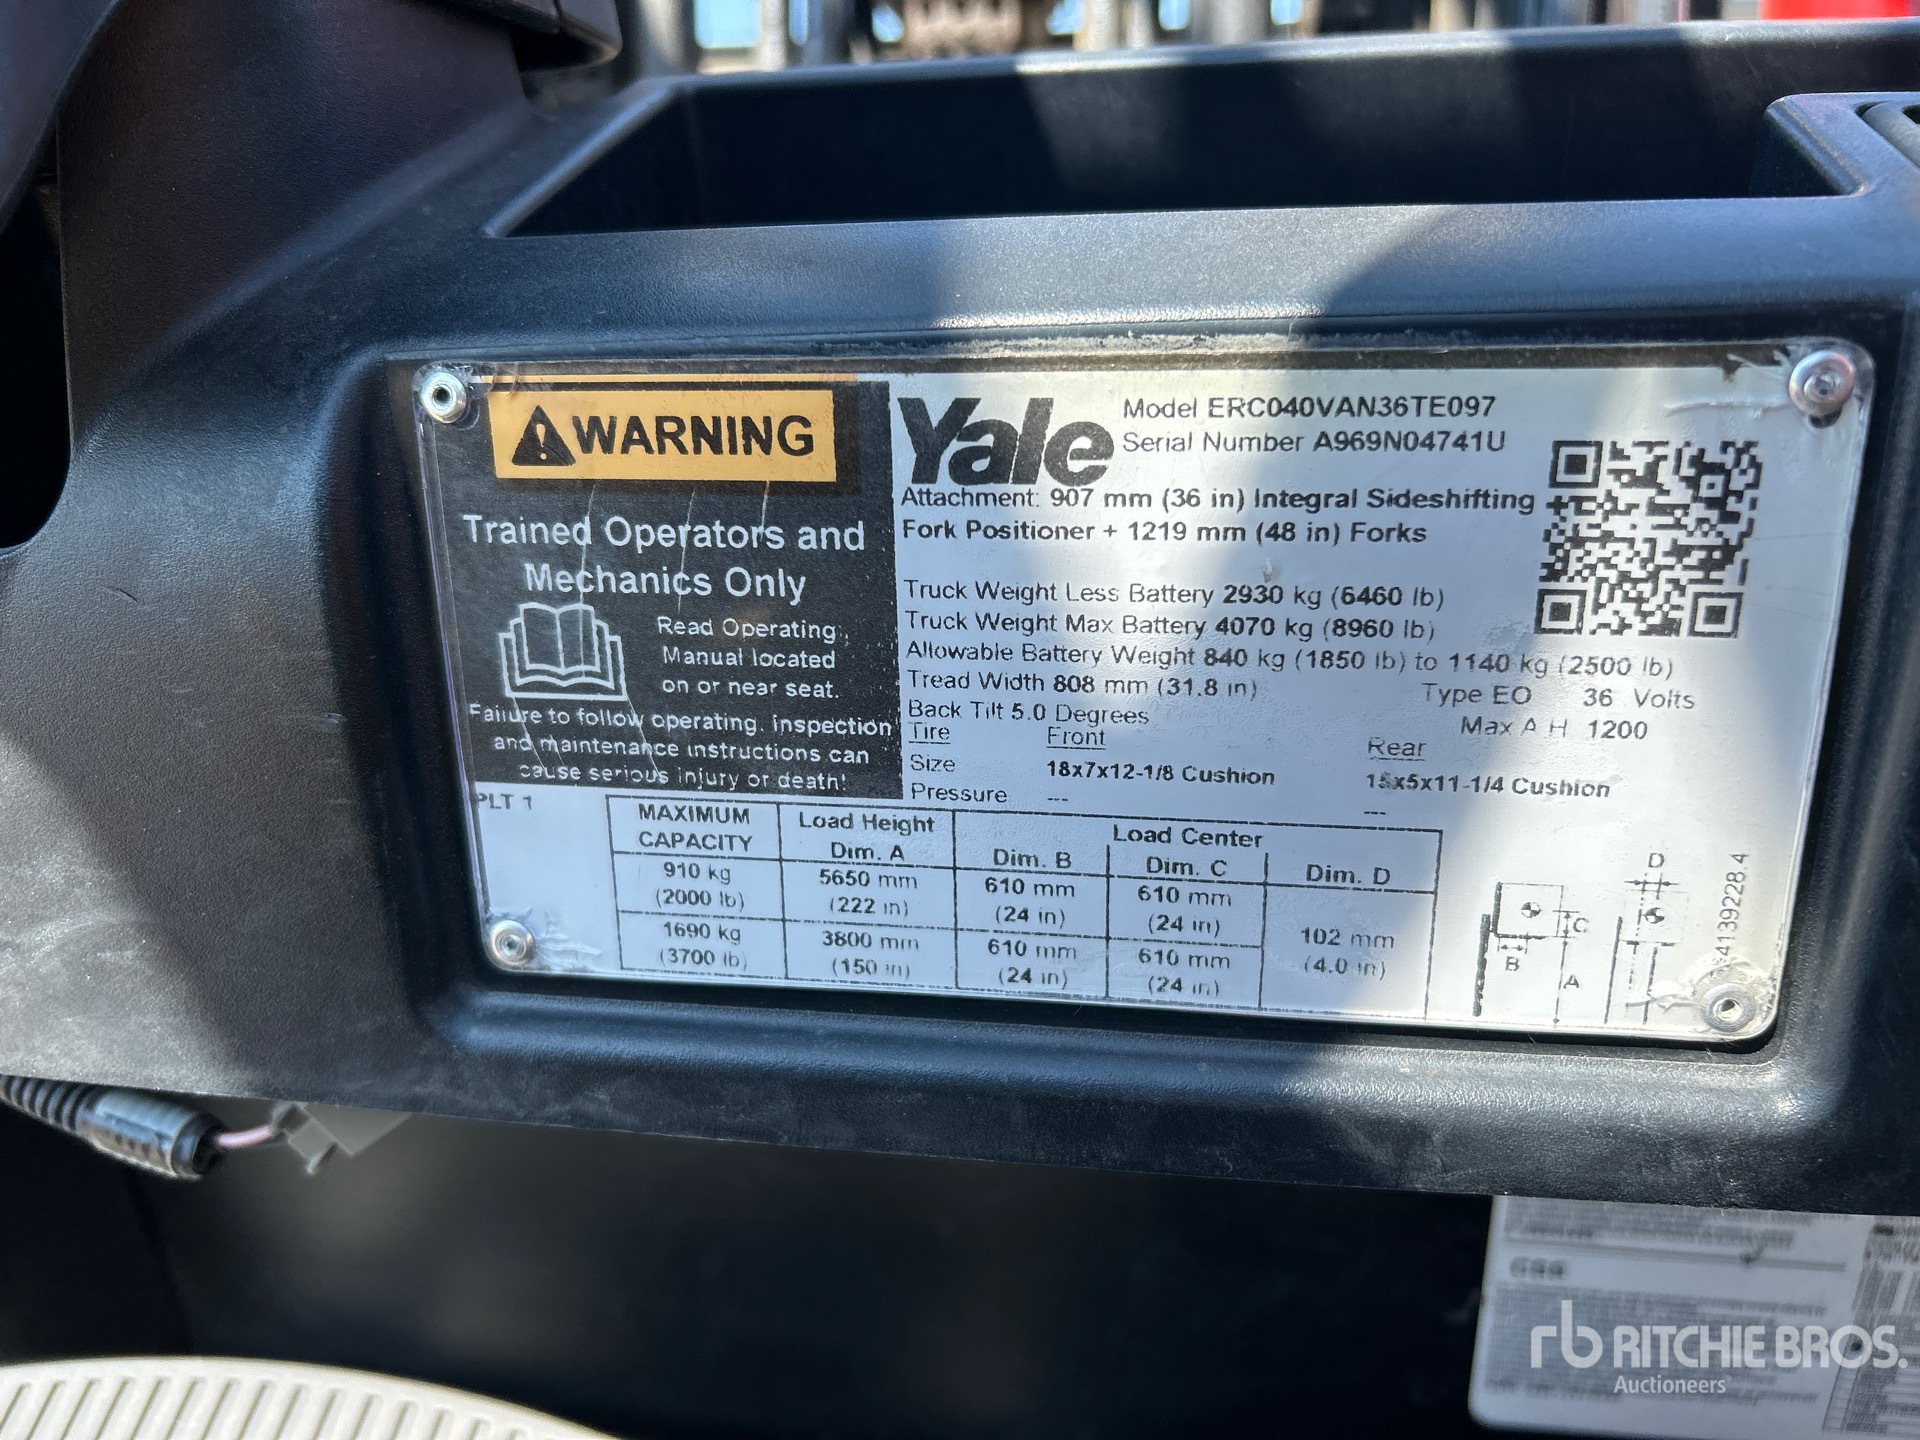 WARNING
Trained Operators and
Mechanics Only
Read Operating
Manual located
on or near seat.
Failure to follow operating, inspection
and maintenance instructions can
cause serious injury or death!
Yale
Model ERC040VAN36TE097
Serial Number A969N04741U
Attachment: 907 mm (36 in) Integral Sideshifting
Fork Positioner + 1219 mm (48 in) Forks
Truck Weight Less Battery 2930 kg (6460 lb)
Truck Weight Max Battery 4070 kg (8960 lb)
Allowable Battery Weight 840 kg (1850 lb) to 1140 kg (2500 lb)
Tread Width 808 mm (31.8 in) Type EO 36 Volts
Back Tilt 5.0 Degrees Max A H 1200
Tire Front Rear
Size 18x7x12-1/8 Cushion 15x5x11-1/4 Cushion
Pressure --- ---
PLT 1
MAXIMUM CAPACITY Load Height Dim. A Load Center Dim. B Dim. C Dim. D
910 kg 5650 mm 610 mm 610 mm
(2000 lb) (222 in) (24 in) (24 in)
1690 kg 3800 mm 610 mm 610 mm 102 mm
(3700 lb) (150 in) (24 in) (24 in) (4.0 in)
B C A D
4139228.4
rb RITCHIE BROS.
Auctioneers